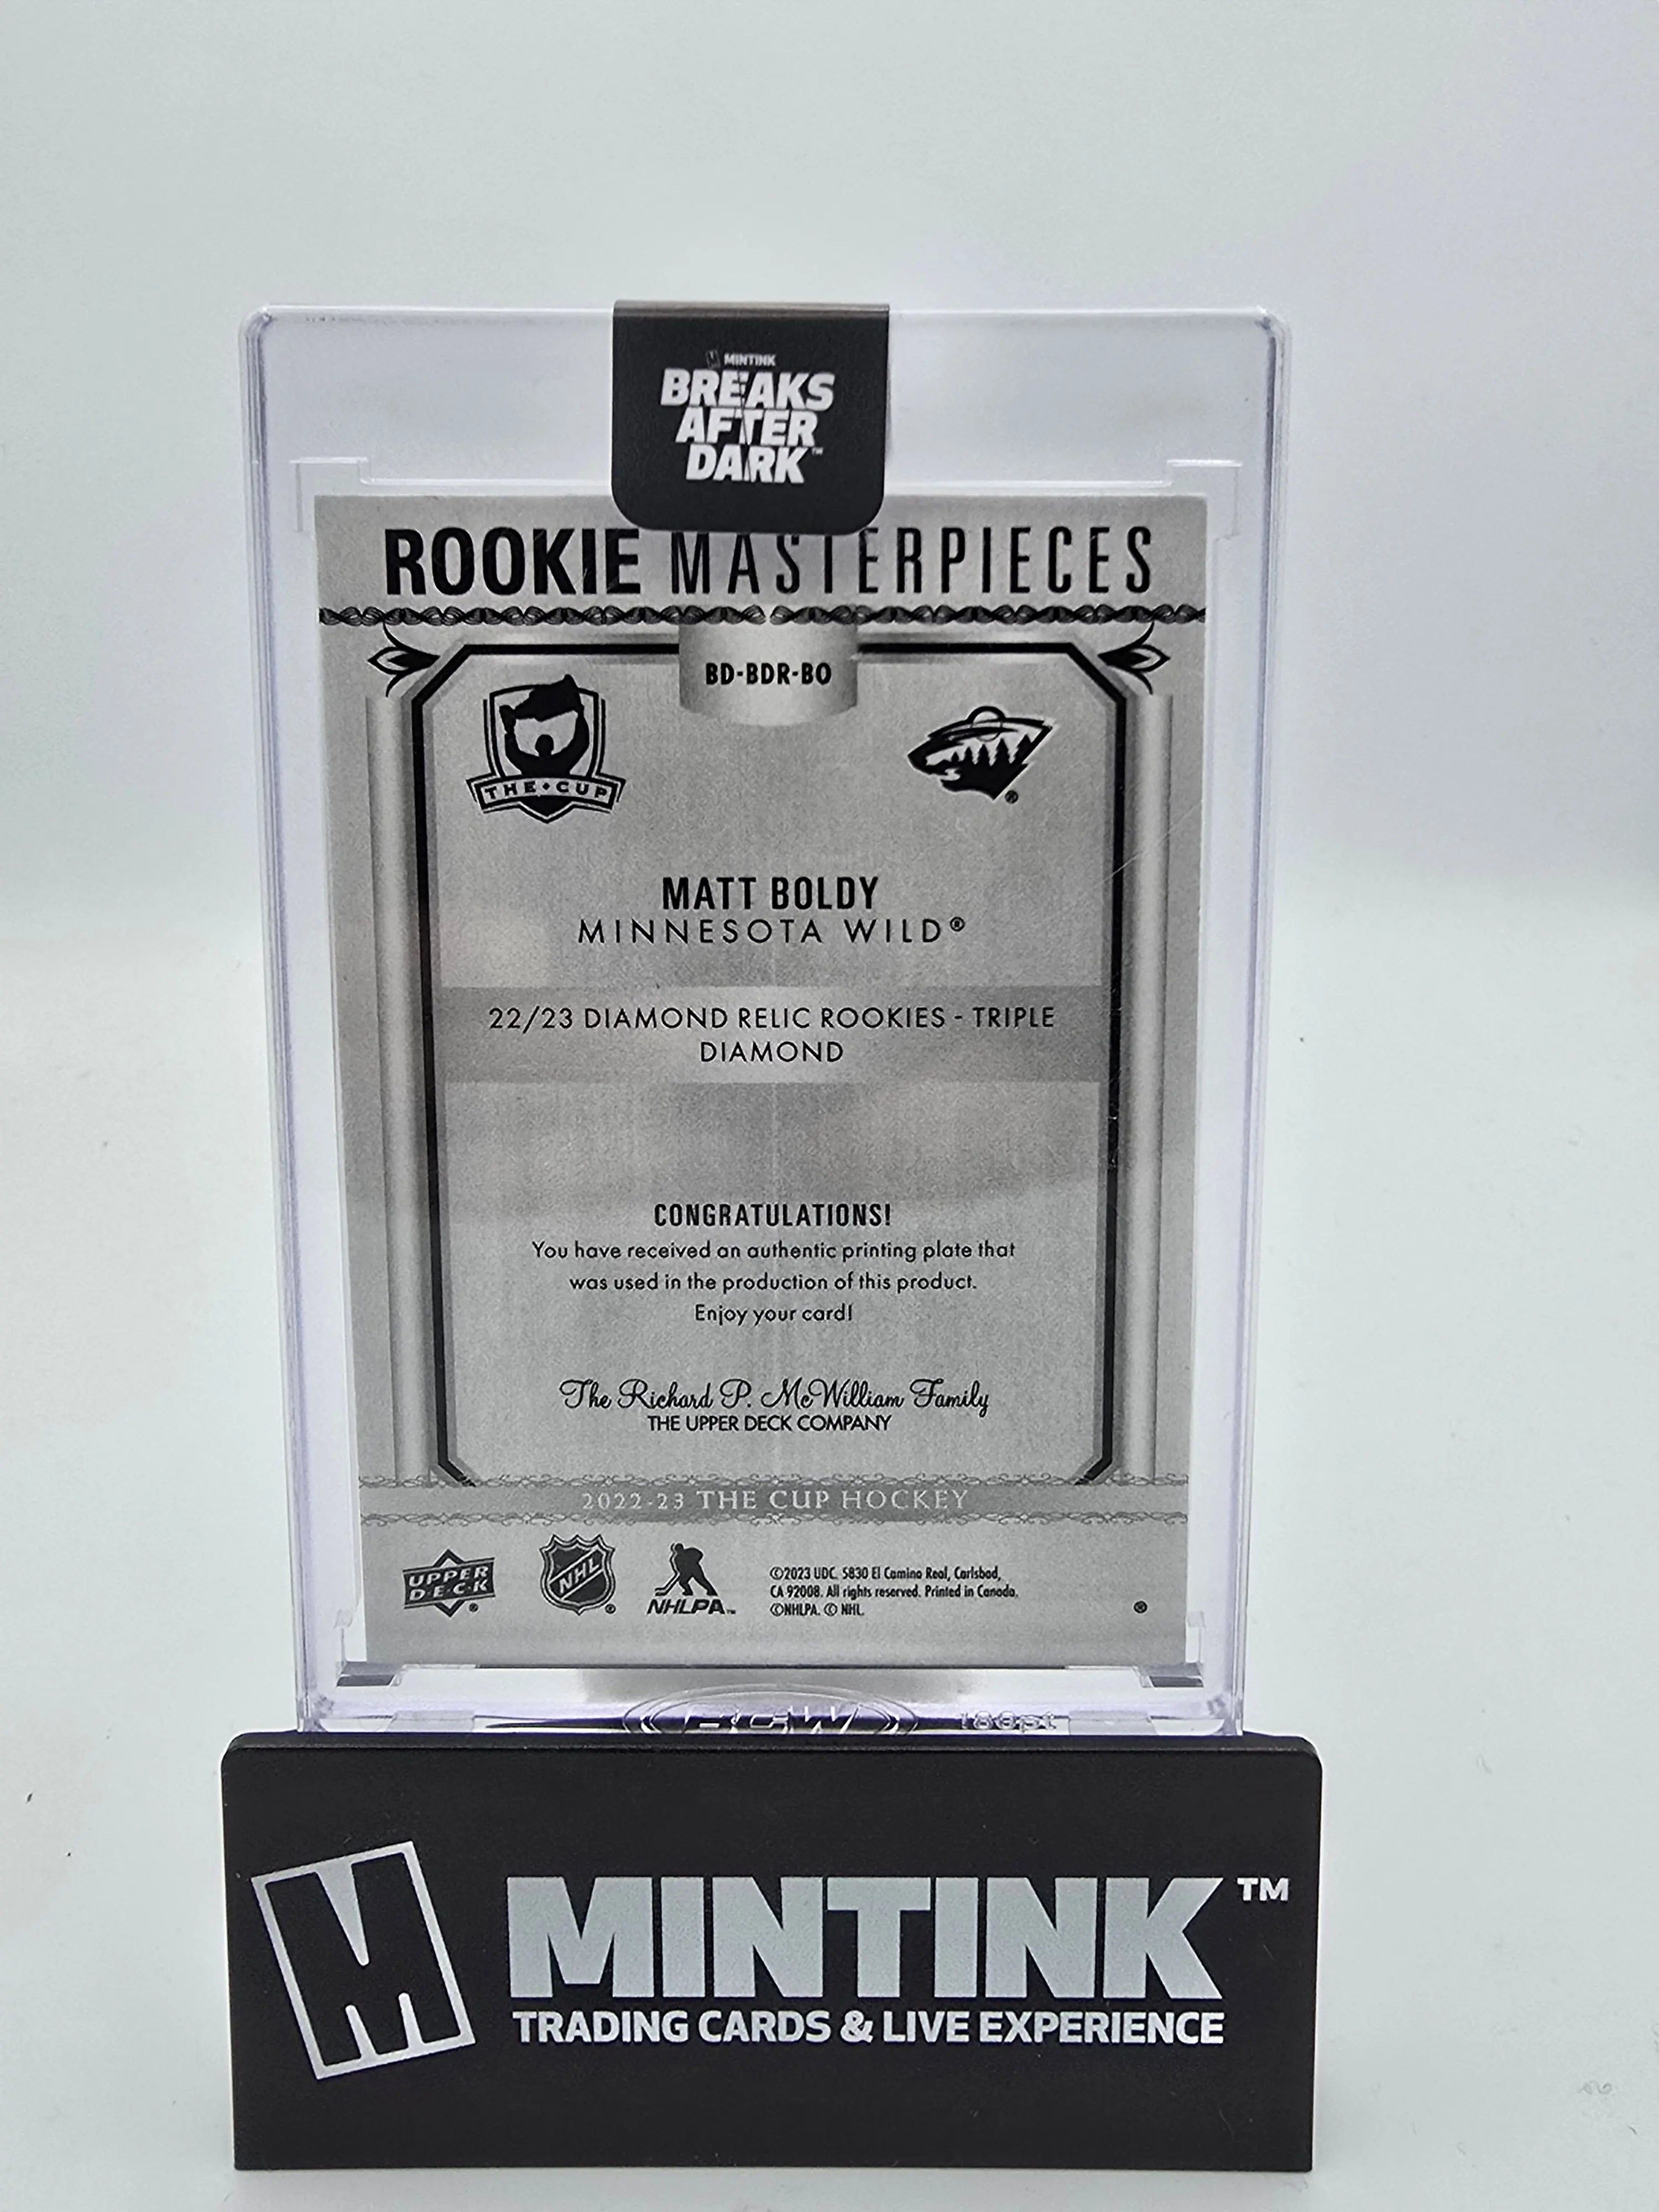 MINTINK
BREAKS
AFTER
DARK™
ROOKIE MASTERPIECES
BD-BDR-BO
THE CUP
MATT BOLDY
MINNESOTA WILD®
22/23 DIAMOND RELIC ROOKIES - TRIPLE
DIAMOND
CONGRATULATIONS!
You have received an authentic printing plate that
was used in the production of this product.
Enjoy your card!
The Richard P. McWilliam Family
THE UPPER DECK COMPANY
2022-23 THE CUP HOCKEY
UPPER
DECK®
NHL®
NHLPA™
©2023 UDC. 5830 El Camino Real, Carlsbad,
CA 92008. All rights reserved. Printed in Canada.
©NHLPA. © NHL.
BCW 180pt
M MINTINK™
TRADING CARDS & LIVE EXPERIENCE